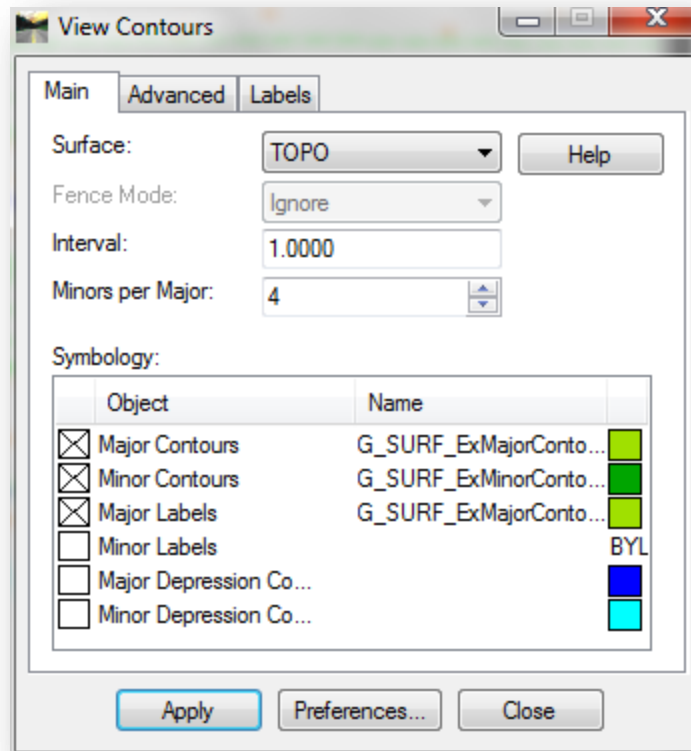 View Contours
Main Advanced Labels
Surface: TOPO Help
Fence Mode: Ignore
Interval: 1.0000
Minors per Major: 4
Symbology:
Object Name
Major Contours G_SURF_ExMajorConto...
Minor Contours G_SURF_ExMinorConto...
Major Labels G_SURF_ExMajorConto...
Minor Labels BYL
Major Depression Co...
Minor Depression Co...
Apply Preferences... Close